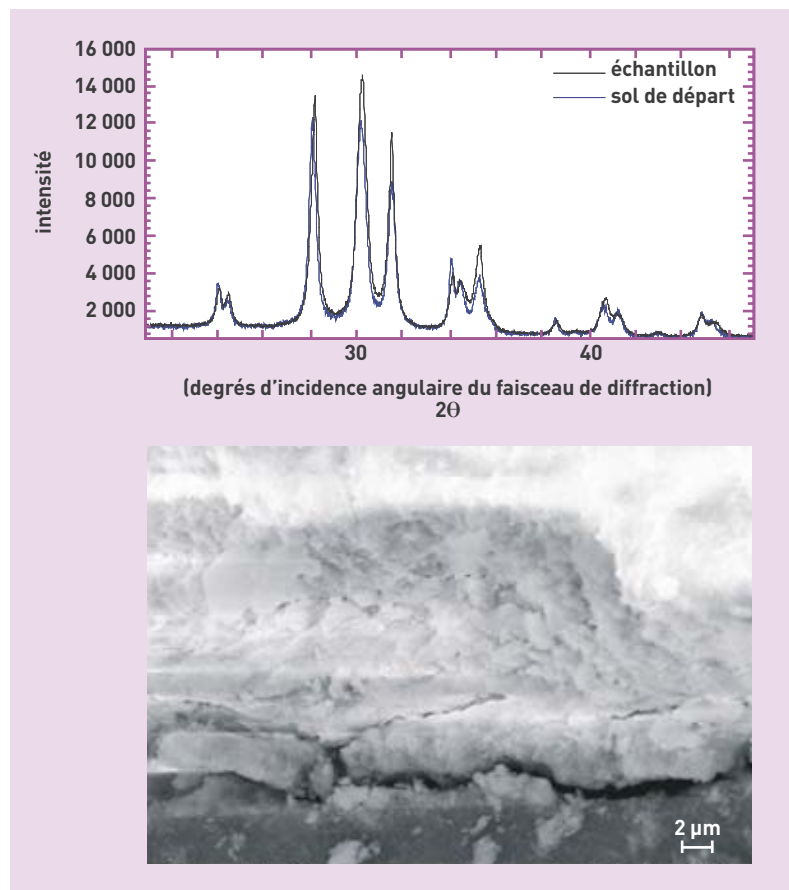 16 000
14 000
12 000
10 000
8 000
6 000
4 000
2 000
intensité
échantillon
sol de départ
30 40
(degrés d’incidence angulaire du faisceau de diffraction)
2Θ
2 µm